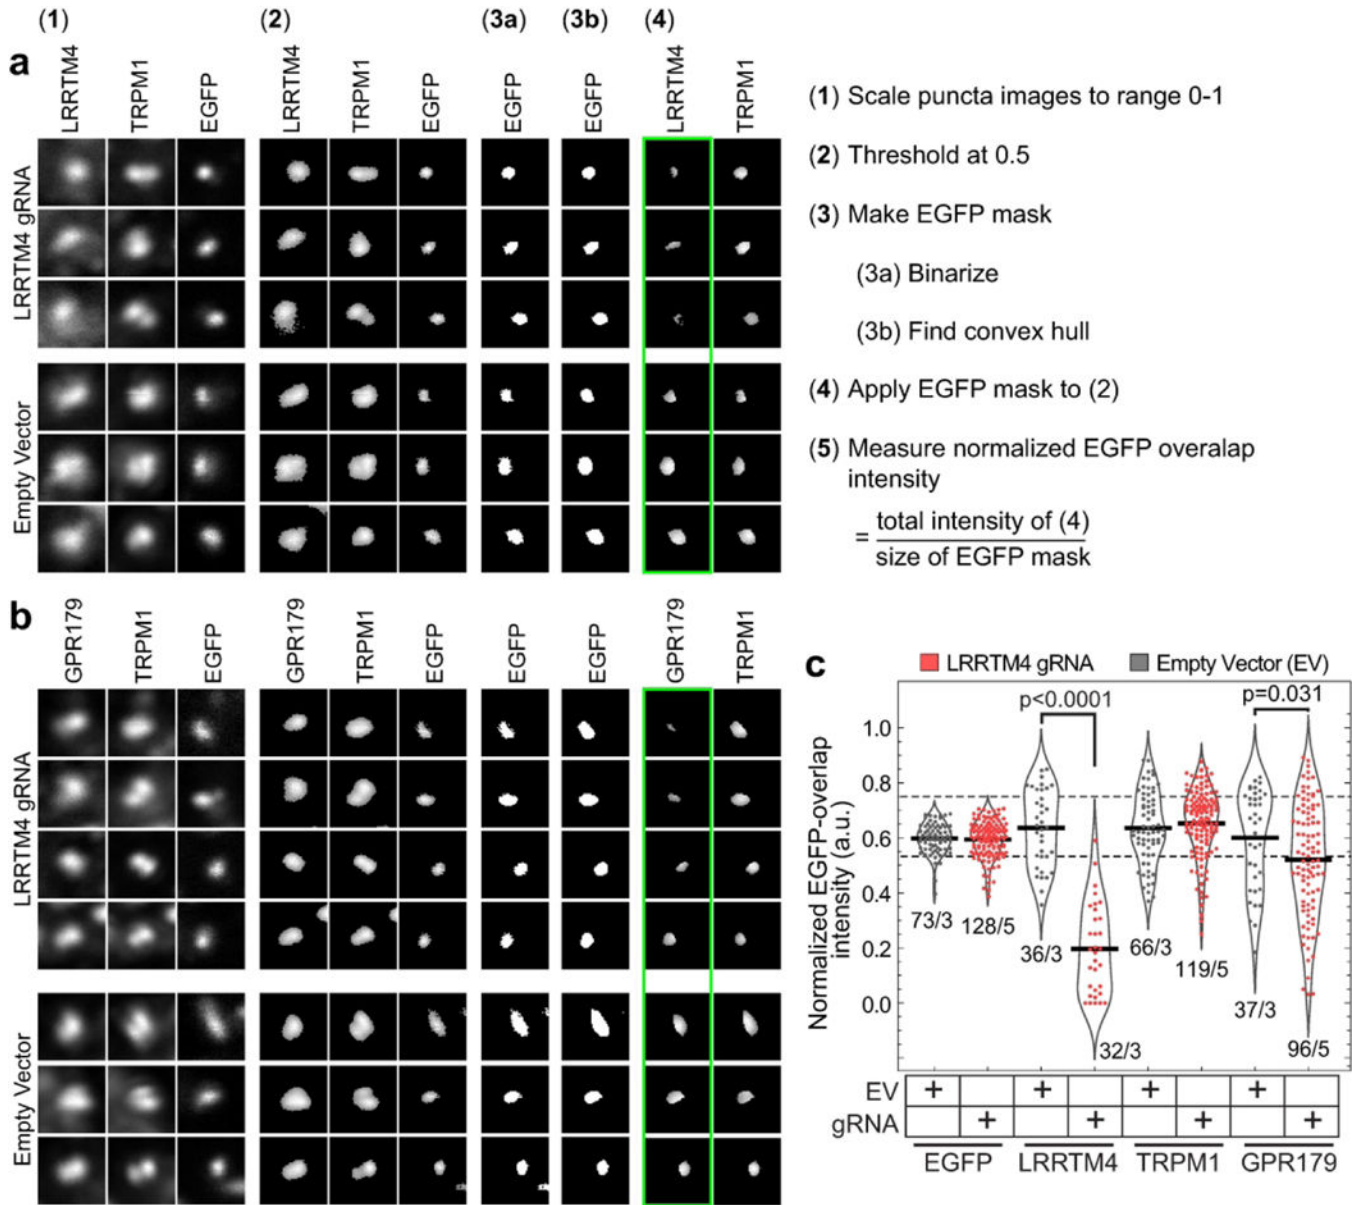 (1) (2) (3a) (3b) (4)
a
LRRTM4 TRPM1 EGFP LRRTM4 TRPM1 EGFP EGFP EGFP LRRTM4 TRPM1
LRRTM4 gRNA
Empty Vector
(1) Scale puncta images to range 0-1
(2) Threshold at 0.5
(3) Make EGFP mask
(3a) Binarize
(3b) Find convex hull
(4) Apply EGFP mask to (2)
(5) Measure normalized EGFP overalap
intensity
= total intensity of (4)
size of EGFP mask
b
GPR179 TRPM1 EGFP GPR179 TRPM1 EGFP EGFP EGFP GPR179 TRPM1
LRRTM4 gRNA
Empty Vector
c
LRRTM4 gRNA Empty Vector (EV)
Normalized EGFP-overlap
intensity (a.u.)
p<0.0001 p=0.031
1.0
0.8
0.6
0.4
0.2
0.0
73/3 128/5 36/3 32/3 66/3 119/5 37/3 96/5
EV + + + +
gRNA + + + +
EGFP LRRTM4 TRPM1 GPR179